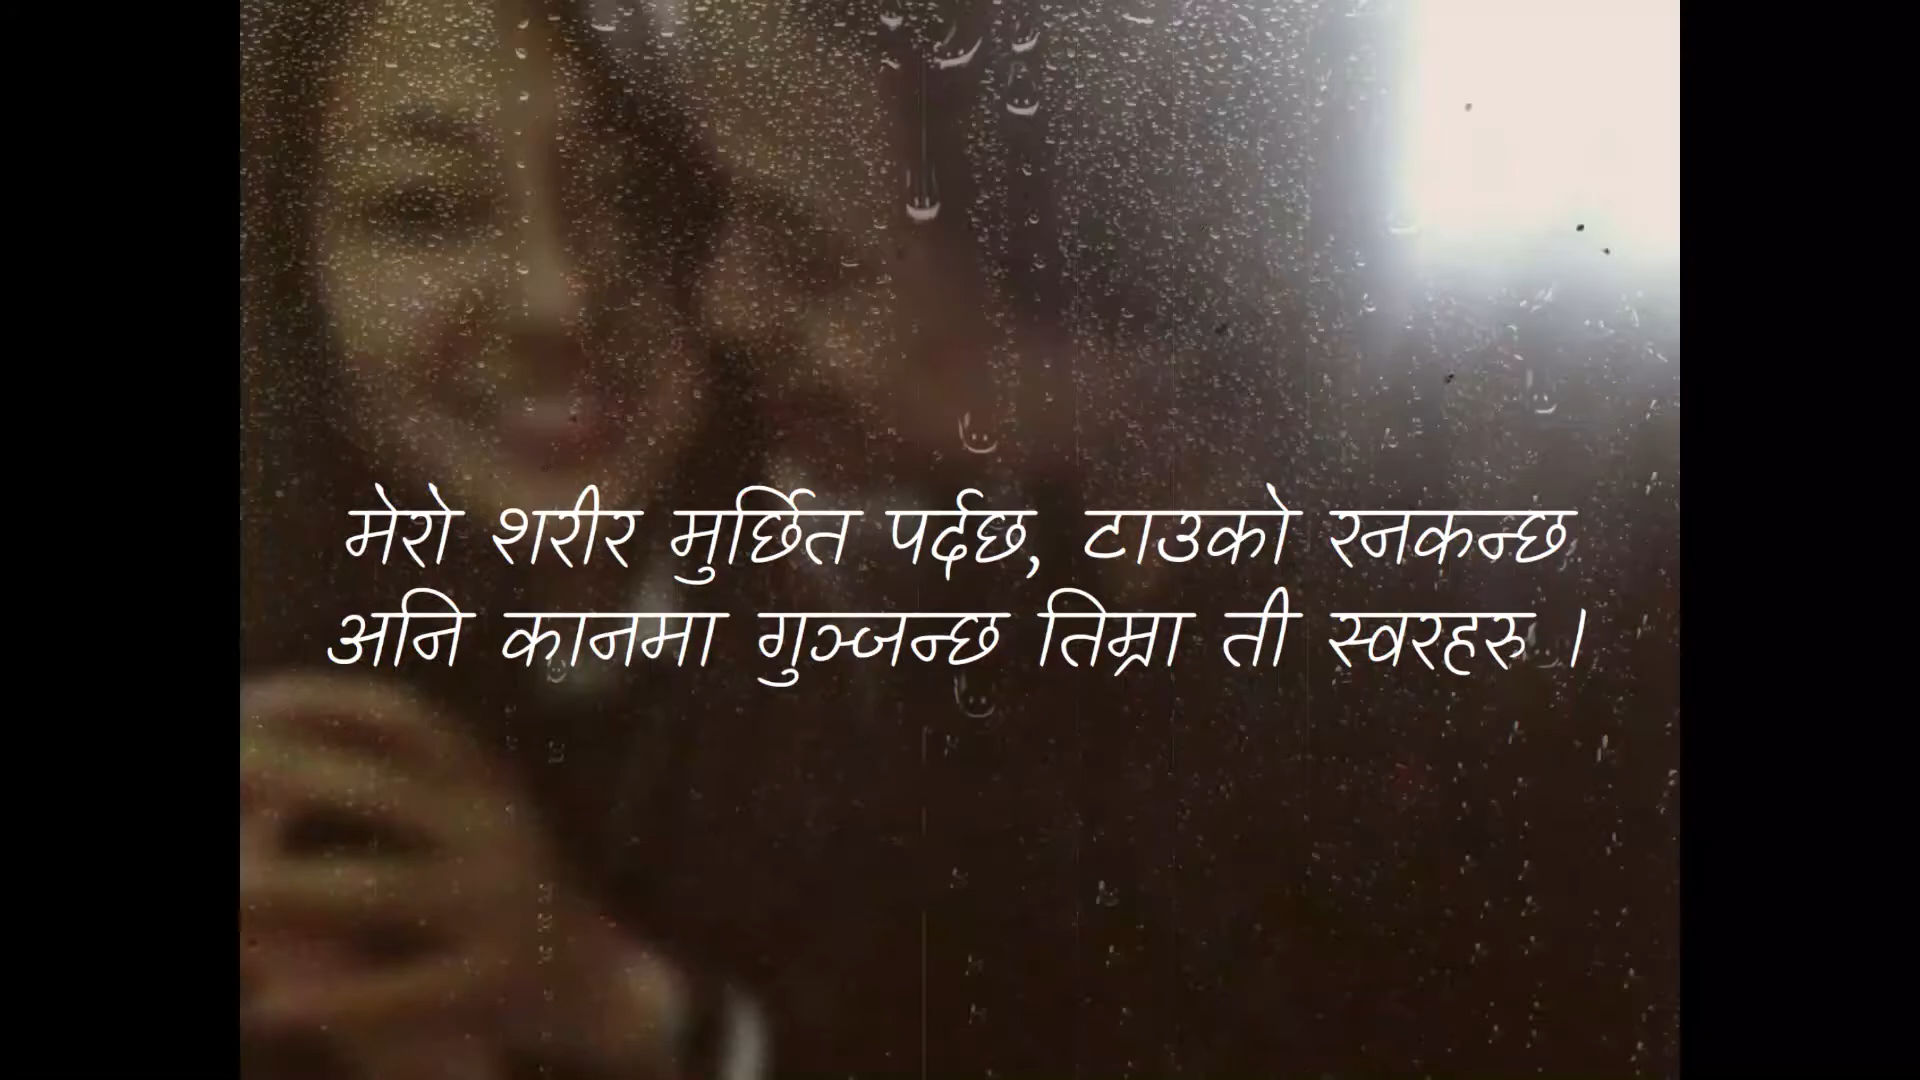 मेरो शरीर मुर्छित पर्दछ, टाउको रनकन्छ
अनि कानमा गुञ्जन्छ तिम्रा ती स्वरहरु ।